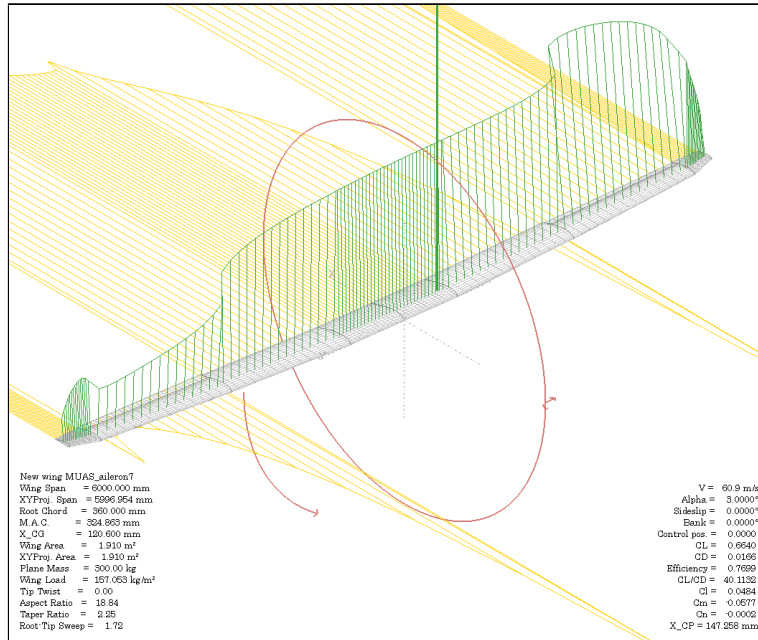 X
New wing MUAS_aileron7
Wing Span = 6000.000 mm
XYProj. Span = 5996.954 mm
Root Chord = 360.000 mm
M.A.C. = 324.863 mm
X_CG = 120.600 mm
Wing Area = 1.910 m²
XYProj. Area = 1.910 m²
Plane Mass = 300.00 kg
Wing Load = 157.053 kg/m²
Tip Twist = 0.00
Aspect Ratio = 18.84
Taper Ratio = 2.25
Root-Tip Sweep = 1.72
V = 60.9 m/s
Alpha = 3.0000°
Sideslip = 0.0000°
Bank = 0.0000°
Control pos. = 0.0000
CL = 0.6640
CD = 0.0166
Efficiency = 0.7699
CL/CD = 40.1132
Cl = 0.0484
Cm = -0.0577
Cn = -0.0002
X_CP = 147.258 mm